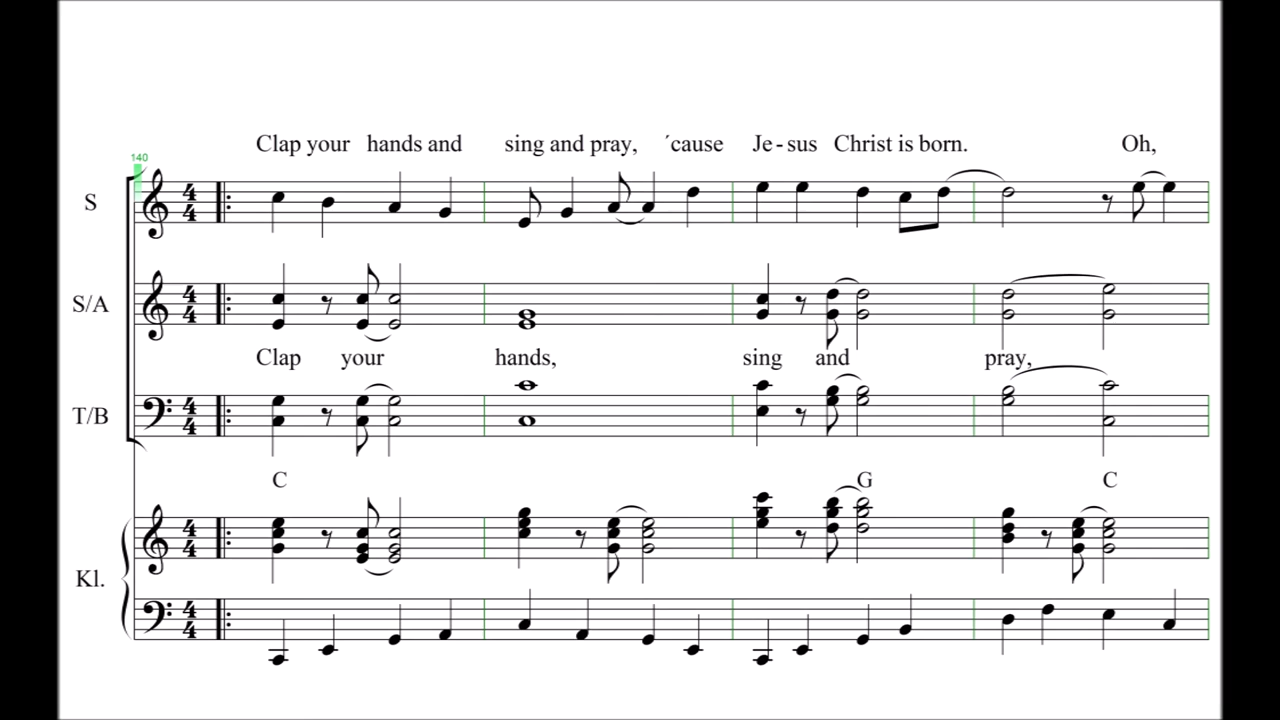 Clap your hands and sing and pray, ´cause Je - sus Christ is born. Oh,
140
S
S/A
Clap your hands, sing and pray,
T/B
C G C
Kl.